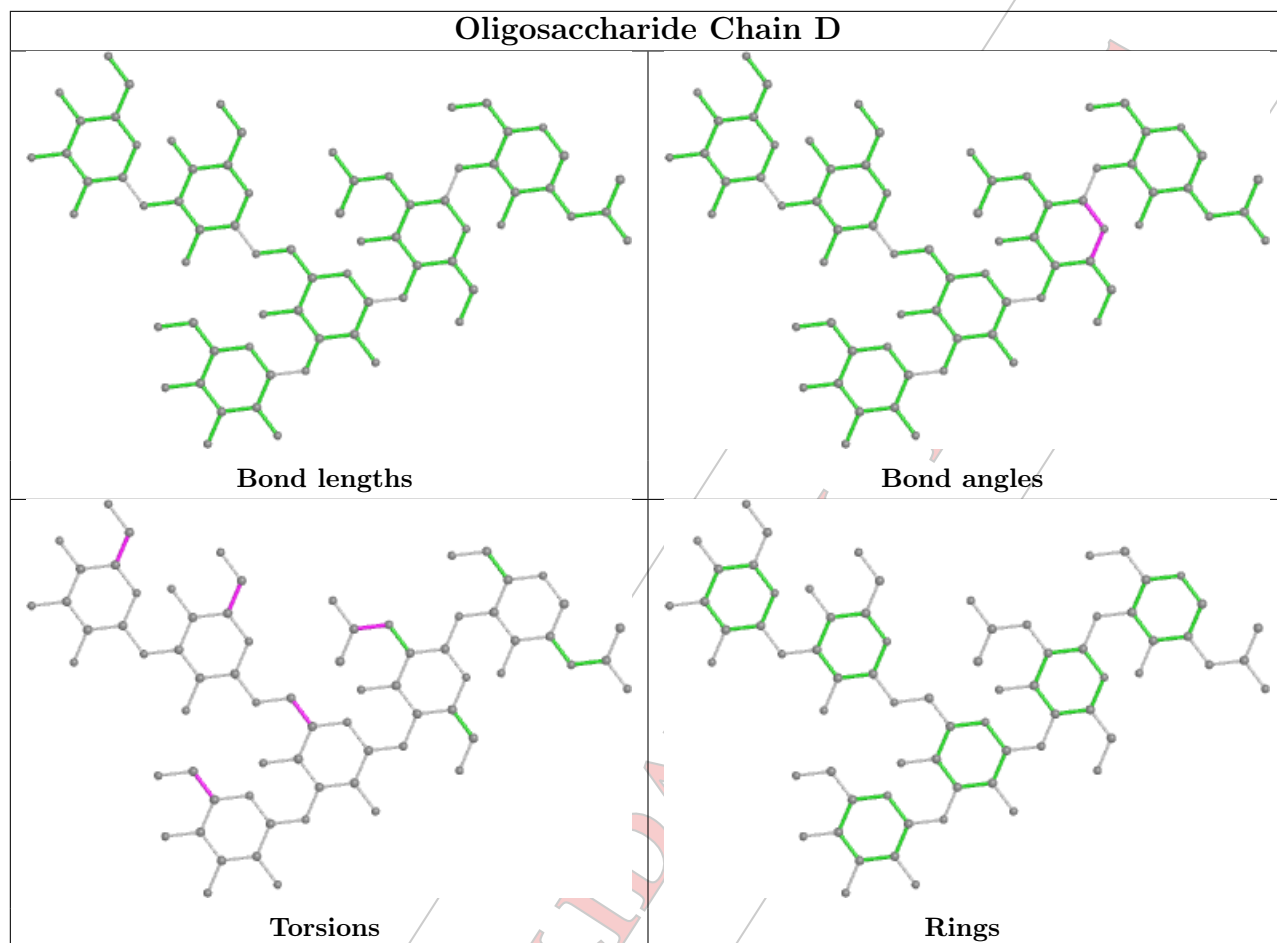 Oligosaccharide Chain D
Bond lengths
Bond angles
Torsions
Rings